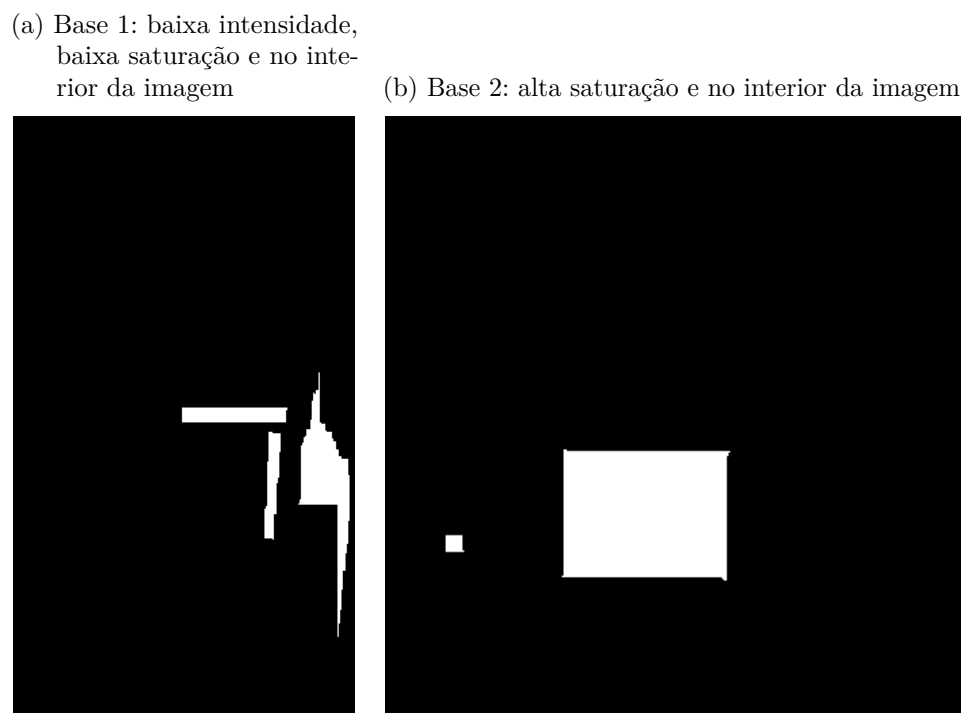 (a) Base 1: baixa intensidade,
baixa saturação e no inte-
rior da imagem
(b) Base 2: alta saturação e no interior da imagem